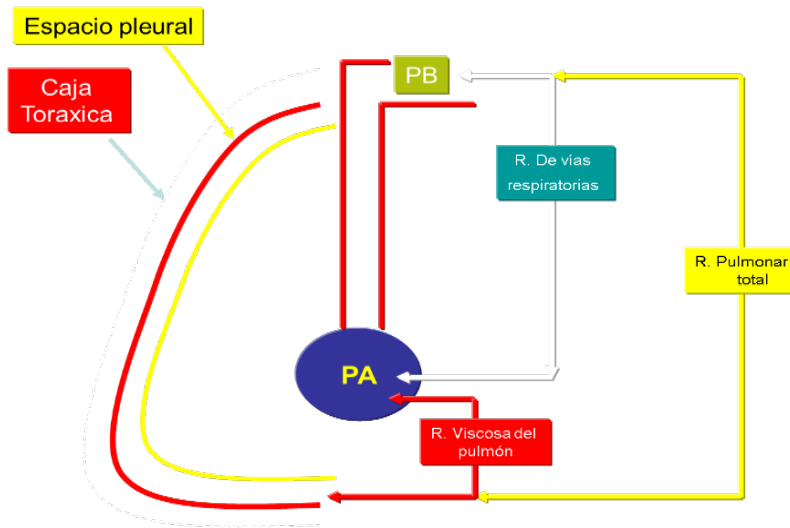 Espacio pleural
Caja
Toraxica
PB
R. De vías
respiratorias
R. Pulmonar
total
PA
R. Viscosa del
pulmón